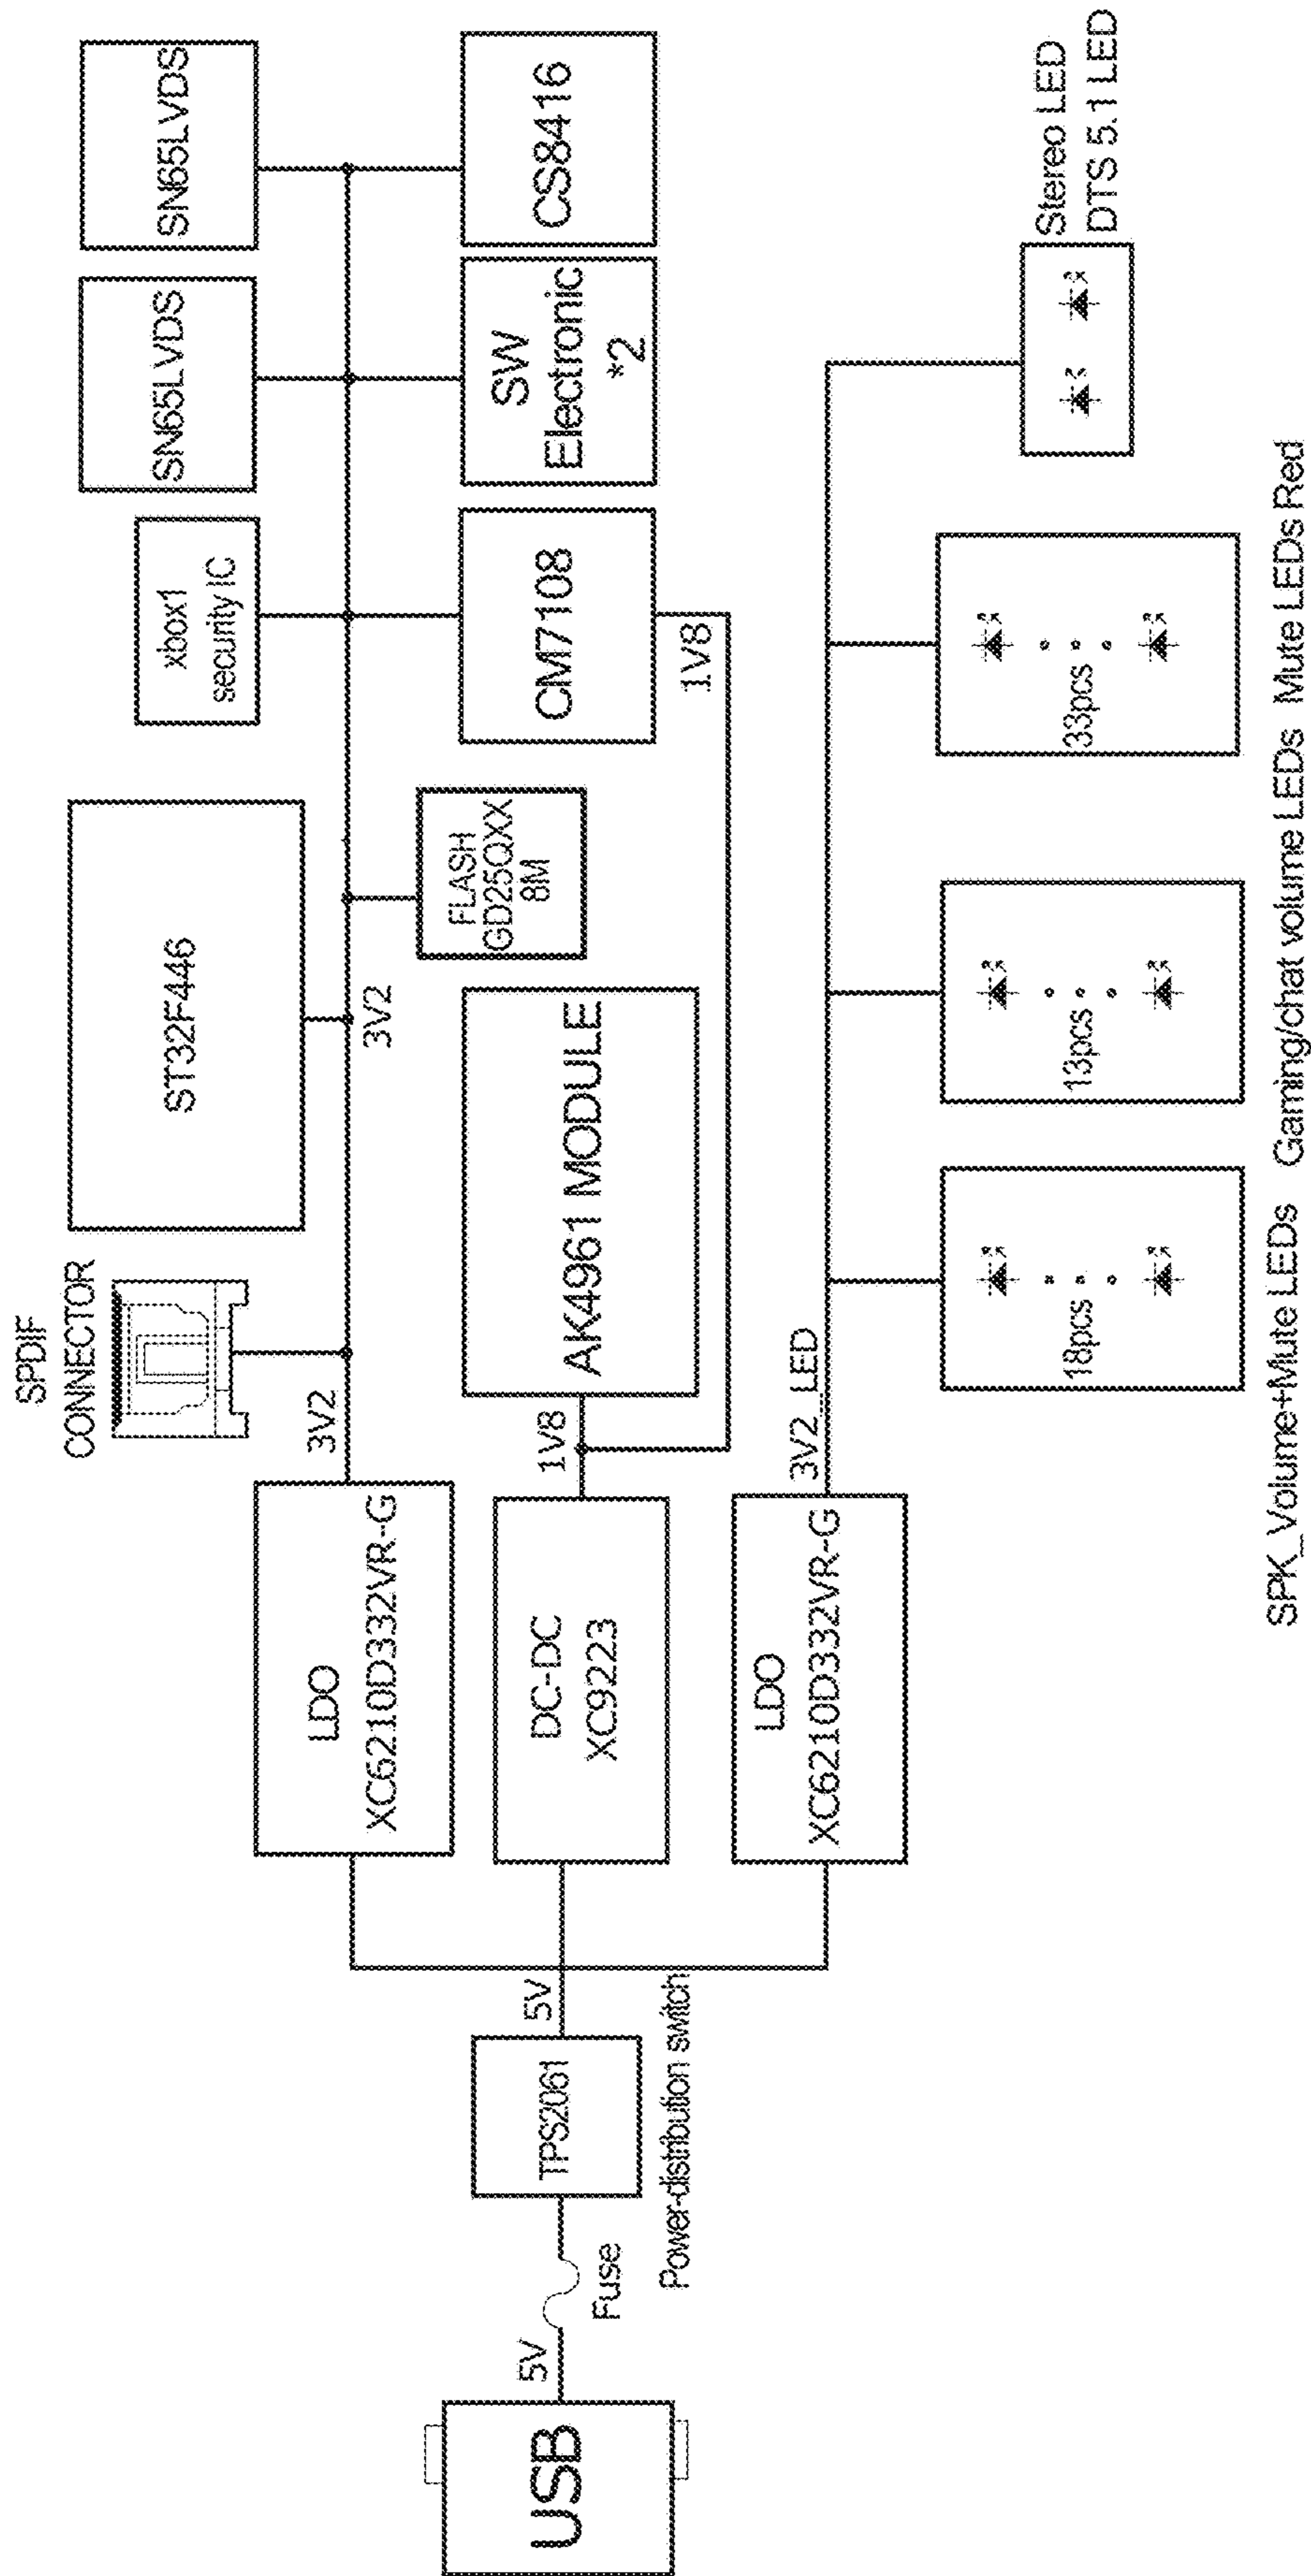 SPDIF
CONNECTOR
ST32F446
xbox1
security IC
SN65LVDS
SN65LVDS
LDO
XC6210D332VR-G
3V2
3V2
FLASH
GD25QXX
8M
CM7108
SW
Electronic
*2
CS8416
USB
5V
Fuse
TPS2061
Power-distribution switch
5V
DC-DC
XC9223
1V8
AK4961 MODULE
1V8
LDO
XC6210D332VR-G
3V2_LED
18pcs
13pcs
33pcs
Stereo LED
DTS 5.1 LED
SPK_Volume+Mute LEDs
Gaming/chat volume LEDs
Mute LEDs Red